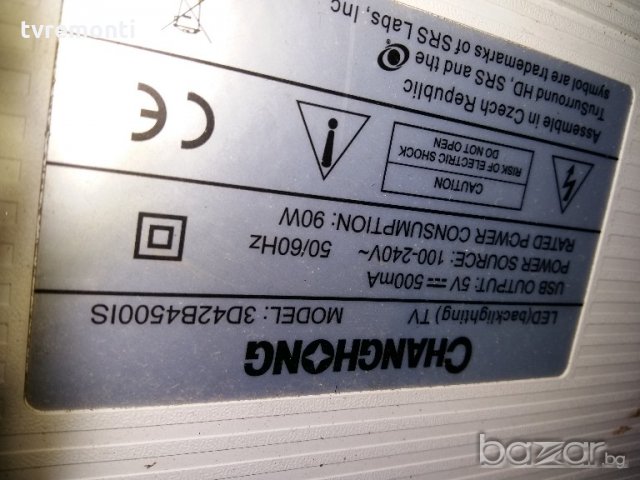 tvremonti
CHANGHONG
LED(backlighting) TV MODEL: 3D42B4500IS
USB OUTPUT: 5V ⎓ 500mA
POWER SOURCE: 100-240V~ 50/60Hz
RATED POWER CONSUMPTION: 90W
CAUTION
RISK OF ELECTRIC SHOCK
DO NOT OPEN
CE
Assemble in Czech Republic
TruSurround HD, SRS and the
symbol are trademarks of SRS Labs, Inc
bazar.bg